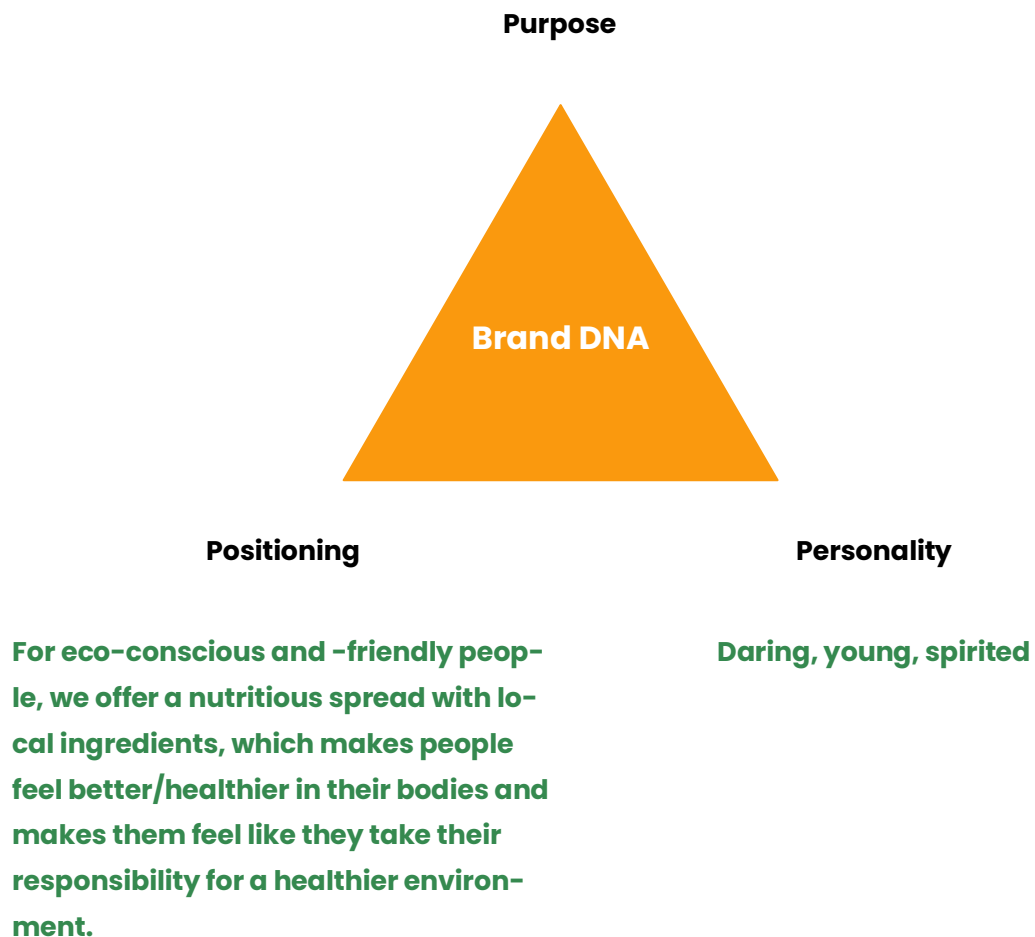 Purpose
Brand DNA
Positioning
Personality
For eco-conscious and -friendly peop-
le, we offer a nutritious spread with lo-
cal ingredients, which makes people
feel better/healthier in their bodies and
makes them feel like they take their
responsibility for a healthier environ-
ment.
Daring, young, spirited